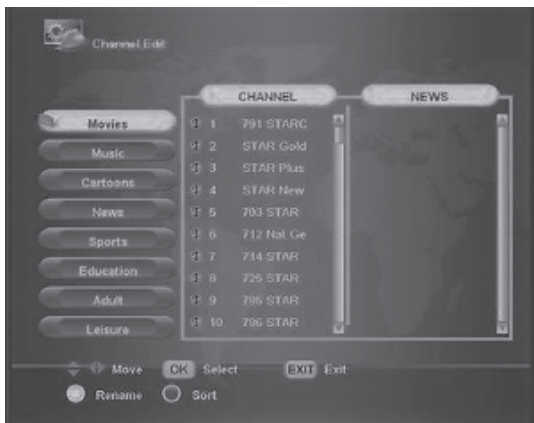 Channel Edit
CHANNEL
NEWS
Movies
Music
Cartoons
News
Sports
Education
Adult
Leisure
1 791 STARC
2 STAR Gold
3 STAR Plus
4 STAR New
5 703 STAR
6 712 Nat Ge
7 714 STAR
8 725 STAR
9 795 STAR
10 786 STAR
Move OK Select EXIT Exit
Rename Sort